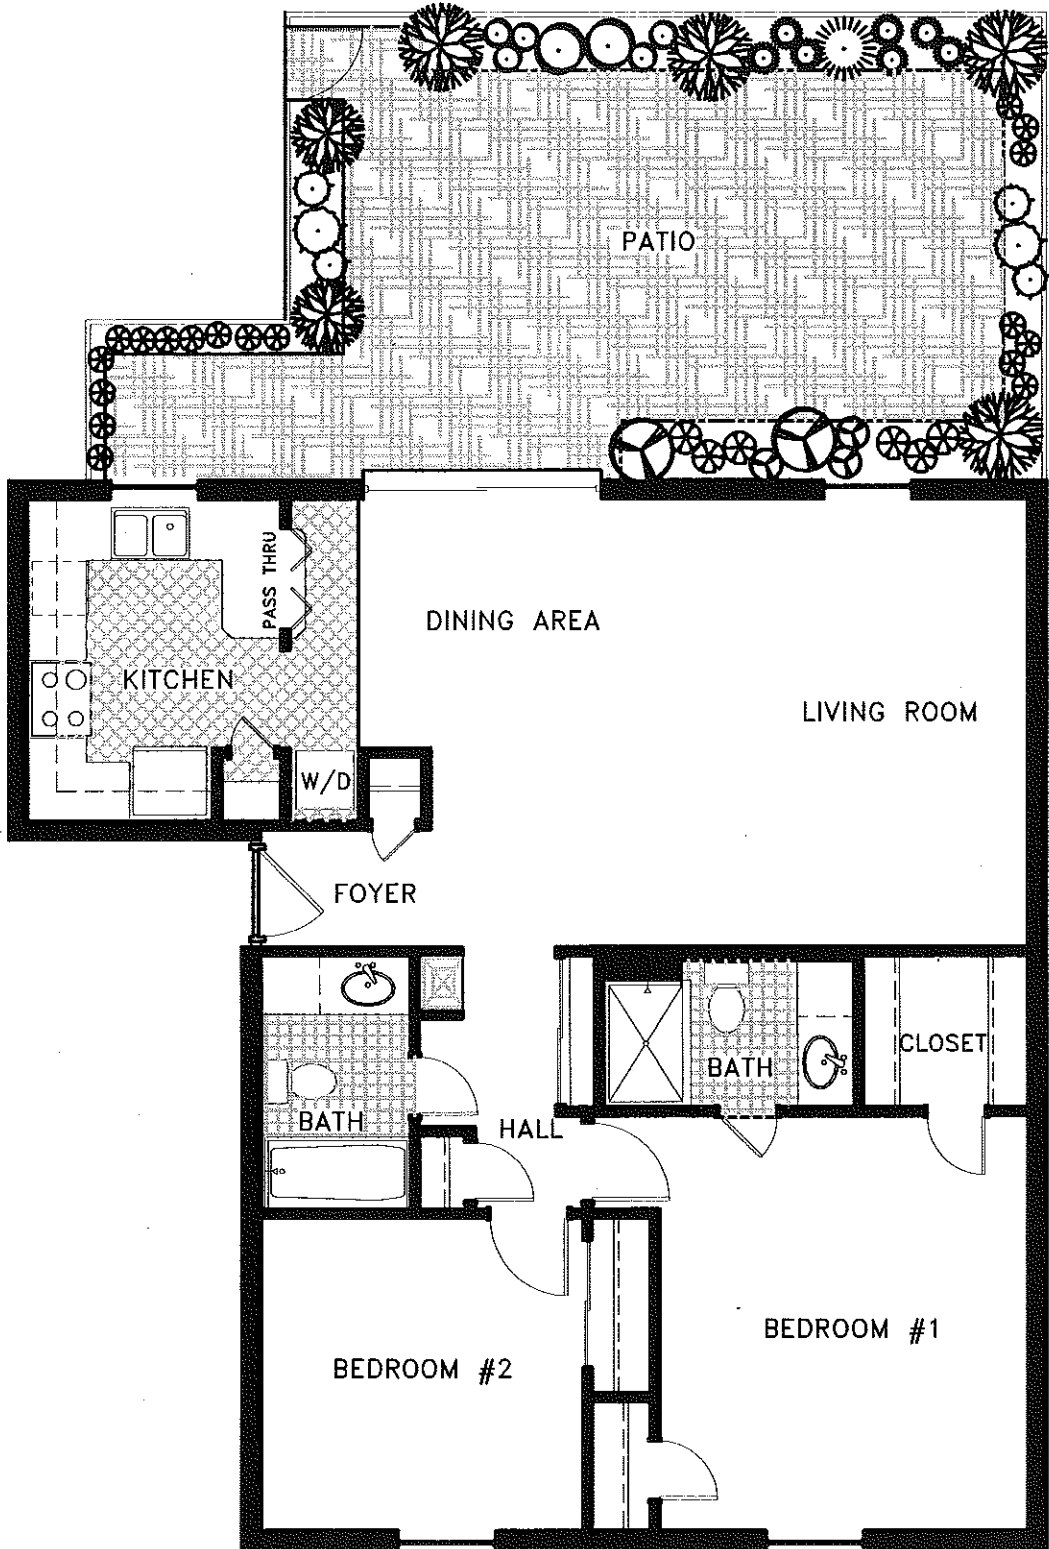 PATIO
PASS THRU
DINING AREA
KITCHEN
LIVING ROOM
W/D
FOYER
CLOSET
BATH
BATH
HALL
BEDROOM #1
BEDROOM #2